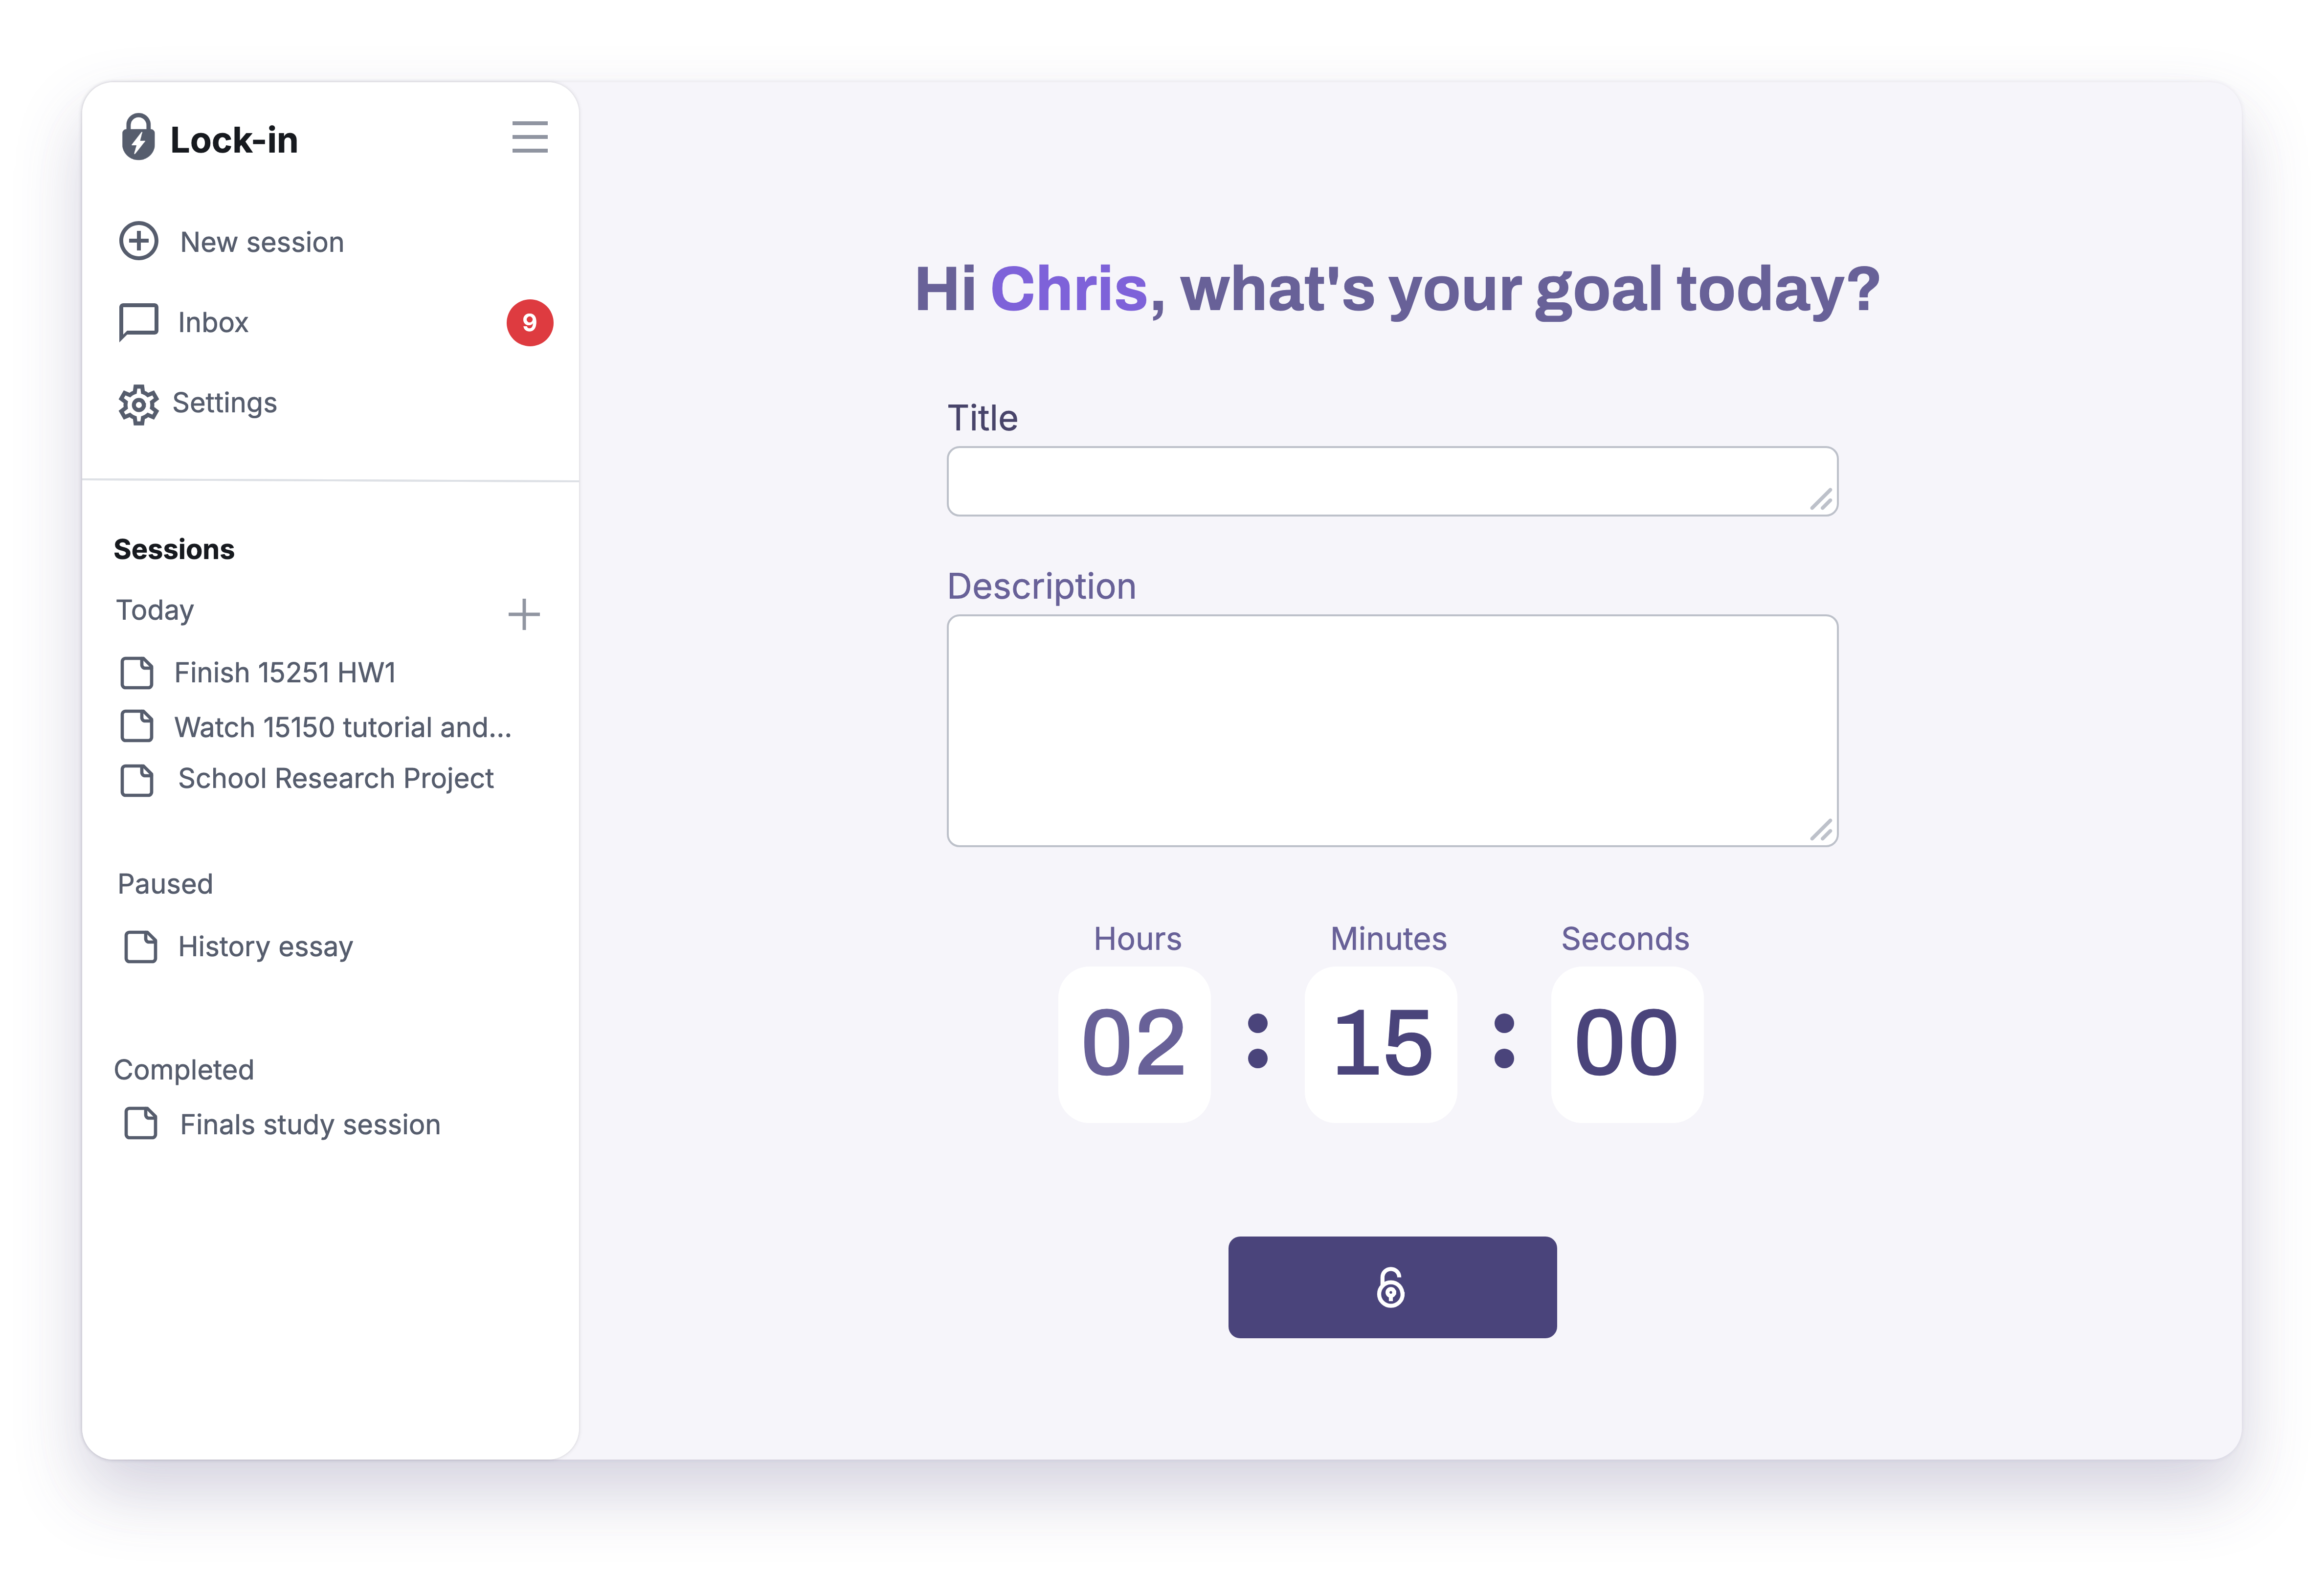 Lock-in
New session
Inbox
9
Settings
Sessions
Today
Finish 15251 HW1
Watch 15150 tutorial and...
School Research Project
Paused
History essay
Completed
Finals study session
Hi Chris, what's your goal today?
Title
Description
Hours Minutes Seconds
02 : 15 : 00